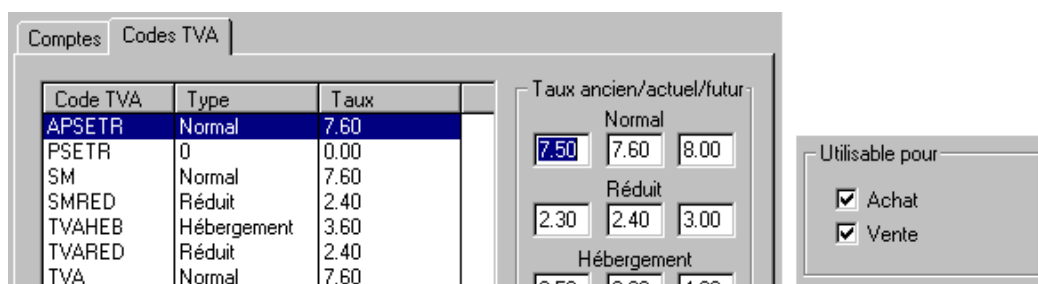 Comptes Codes TVA
Code TVA Type Taux
APSETR Normal 7.60
PSETR 0 0.00
SM Normal 7.60
SMRED Réduit 2.40
TVAHEB Hébergement 3.60
TVARED Réduit 2.40
TVA Normal 7.60
Taux ancien/actuel/futur
Normal
7.50 7.60 8.00
Réduit
2.30 2.40 3.00
Hébergement
Utilisable pour
Achat
Vente